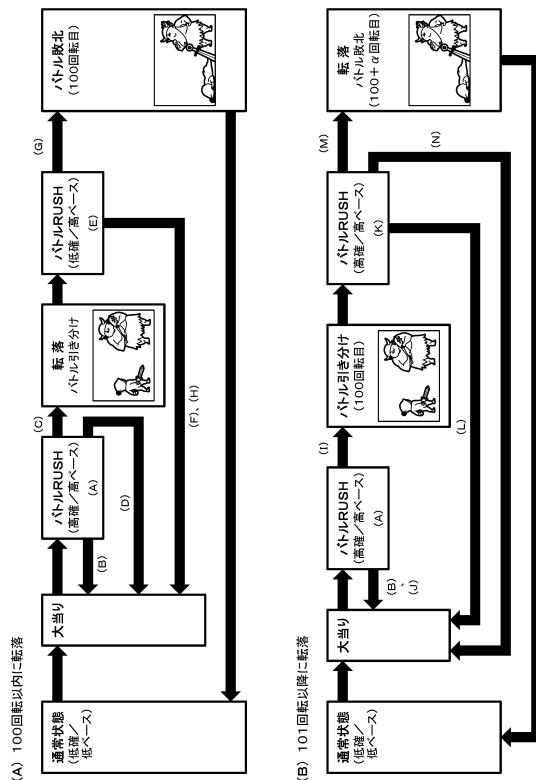 (A) 100回転以内に転落
通常状態
(低確/
低ベース)
大当り
(B)
バトルRUSH
(高確/高ベース)
(A)
(D)
(C)
転 落
バトル引き分け
バトルRUSH
(低確/高ベース)
(E)
(F)、(H)
(G)
バトル敗北
(100回転目)
(B) 101回転以降に転落
通常状態
(低確/
低ベース)
大当り
(B)
、
(J)
バトルRUSH
(高確/高ベース)
(A)
(I)
バトル引き分け
(100回転目)
(L)
バトルRUSH
(高確/高ベース)
(K)
(M)
(N)
転 落
バトル敗北
(100+α回転目)